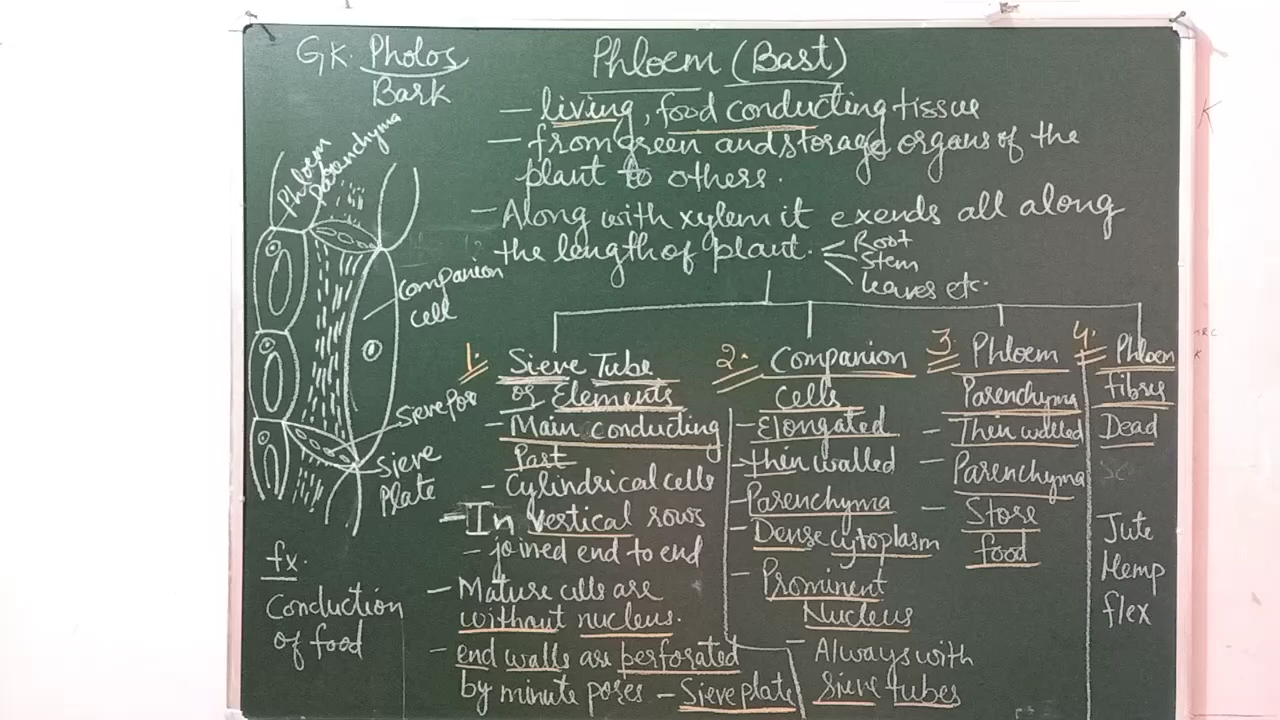 GK. Pholos
Bark
Phloem (Bast)
- living, food conducting tissue
- from green and storage organs of the
plant to others.
- Along with xylem it exends all along
the length of plant.
Root
Stem
Leaves etc.
Phloem
Parenchyma
Companion
Cell
Sieve Por
Sieve
Plate
fx.
Conduction
of food
1. Sieve Tube
or Elements
- Main conducting
Part
- Cylindrical cells
- In vertical rows
- joined end to end
- Mature cells are
without nucleus.
- end walls are perforated
by minute pores - Sieve plate
2. Companion
Cells
- Elongated
- thin walled
- Parenchyma
- Dense cytoplasm
- Prominent
Nucleus
- Always with
Sieve tubes
3. Phloem
Parenchyma
- Thin walled
- Parenchyma
- Store
food
4. Phloem
fibres
Dead
Jute
Hemp
flex
K